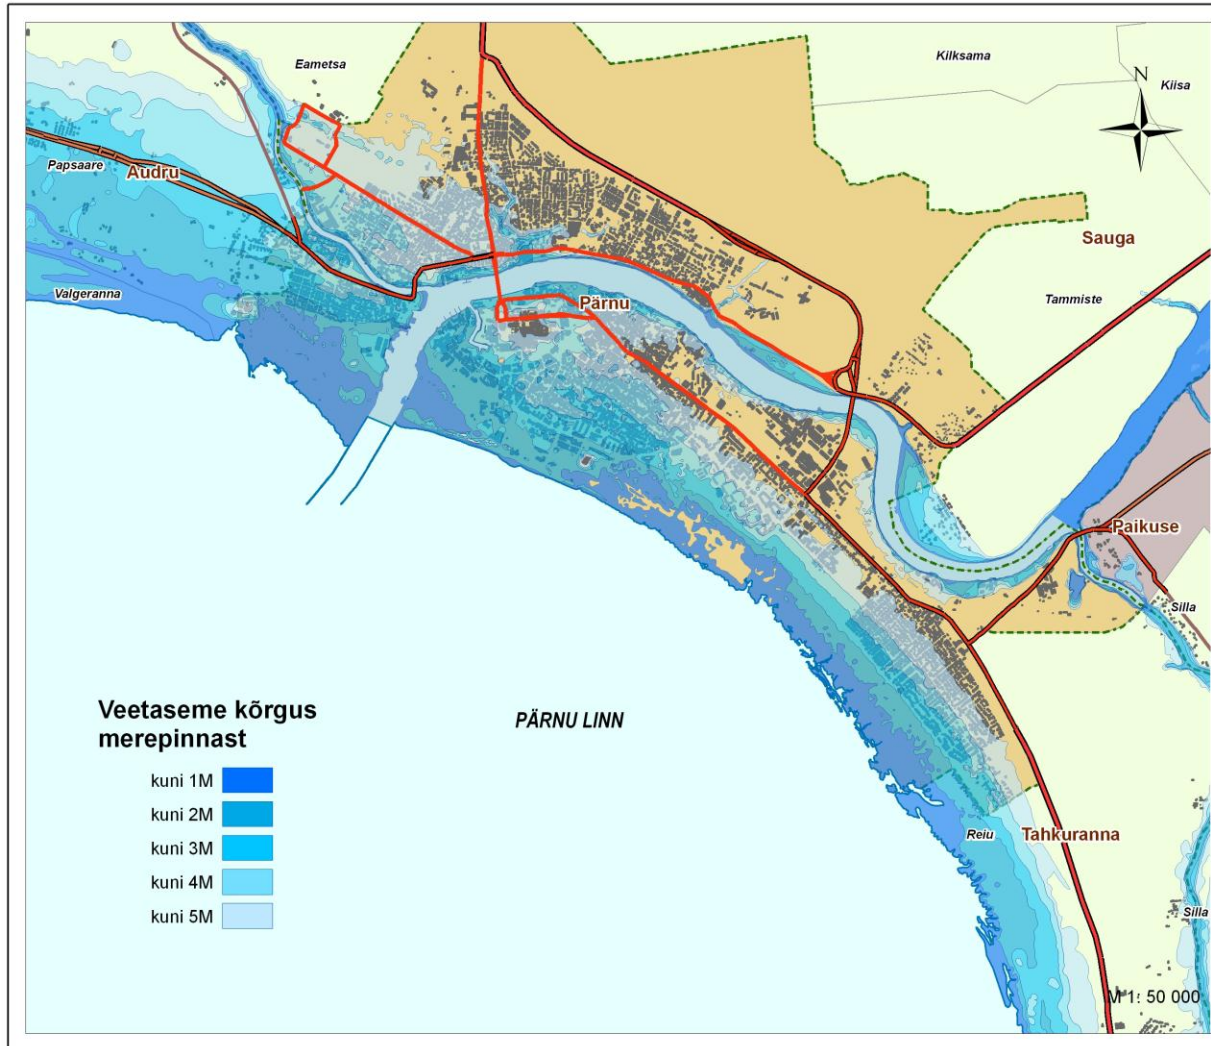 Eametsa
Kilksama
N
Kiisa
Papsaare
Audru
Sauga
Valgeranna
Pärnu
Tammiste
Paikuse
Silla
PÄRNU LINN
Veetaseme kõrgus
merepinnast
kuni 1M
kuni 2M
kuni 3M
kuni 4M
kuni 5M
Reiu
Tahkuranna
Silla
M 1: 50 000